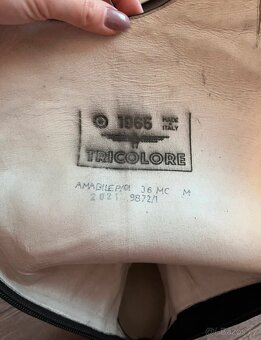 1965 MADE IN ITALY
TRICOLORE
AMABILE P/01 36 MC M
2021 9872/1